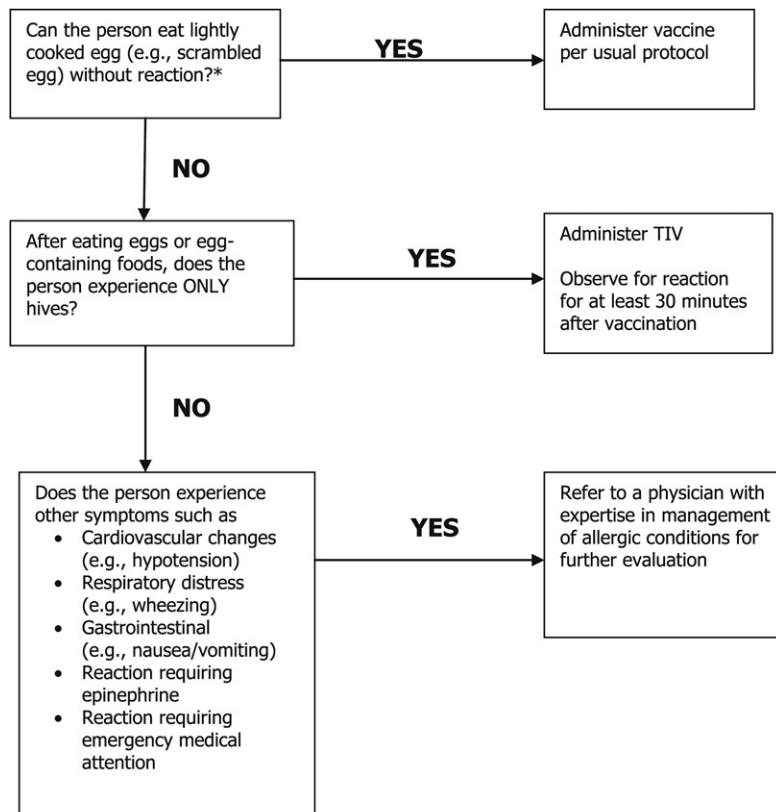 Can the person eat lightly
cooked egg (e.g., scrambled
egg) without reaction?*
YES
Administer vaccine
per usual protocol
NO
After eating eggs or egg-
containing foods, does the
person experience ONLY
hives?
YES
Administer TIV
Observe for reaction
for at least 30 minutes
after vaccination
NO
Does the person experience
other symptoms such as
• Cardiovascular changes
(e.g., hypotension)
• Respiratory distress
(e.g., wheezing)
• Gastrointestinal
(e.g., nausea/vomiting)
• Reaction requiring
epinephrine
• Reaction requiring
emergency medical
attention
YES
Refer to a physician with
expertise in management
of allergic conditions for
further evaluation